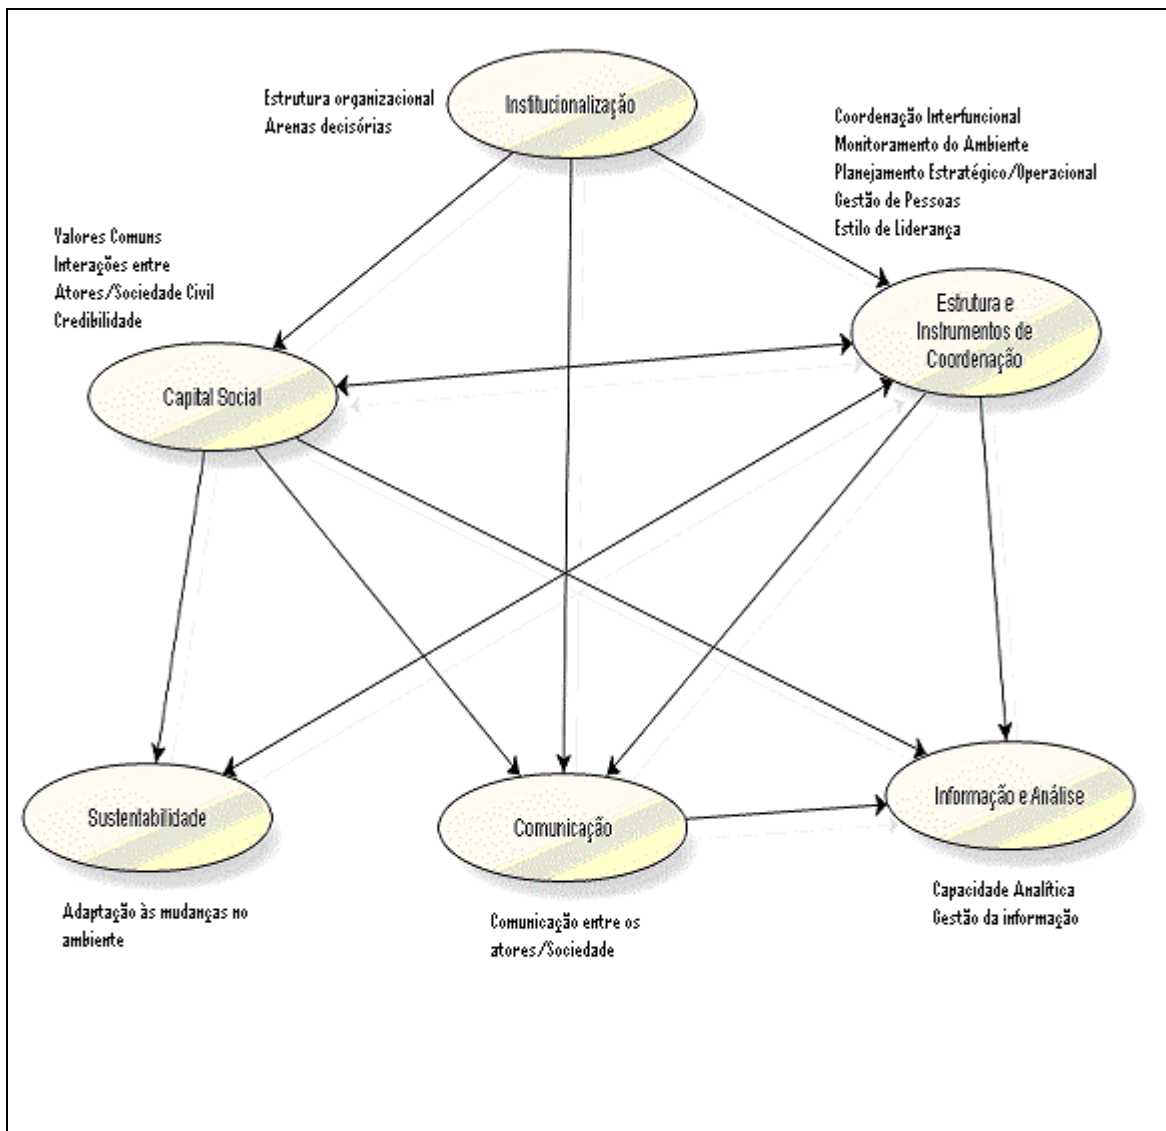 Institucionalização
Estrutura organizacional
Arenas decisórias
Coordenação Interfuncional
Monitoramento do Ambiente
Planejamento Estratégico/Operacional
Gestão de Pessoas
Estilo de Liderança
Valores Comuns
Interações entre
Atores/Sociedade Civil
Credibilidade
Estrutura e
Instrumentos de
Coordenação
Capital Social
Sustentabilidade
Comunicação
Informação e Análise
Adaptação às mudanças no
ambiente
Comunicação entre os
atores/Sociedade
Capacidade Analítica
Gestão da informação